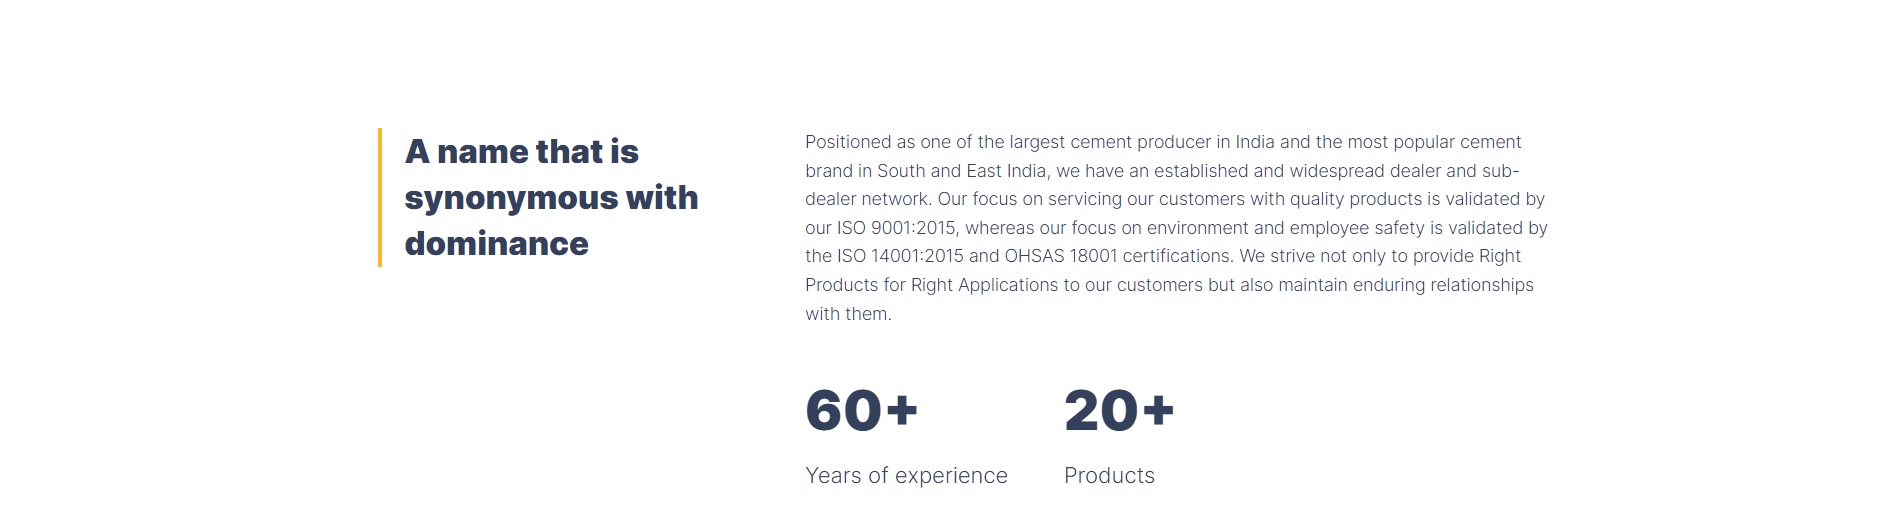 A name that is
synonymous with
dominance
Positioned as one of the largest cement producer in India and the most popular cement
brand in South and East India, we have an established and widespread dealer and sub-
dealer network. Our focus on servicing our customers with quality products is validated by
our ISO 9001:2015, whereas our focus on environment and employee safety is validated by
the ISO 14001:2015 and OHSAS 18001 certifications. We strive not only to provide Right
Products for Right Applications to our customers but also maintain enduring relationships
with them.
60+
Years of experience
20+
Products